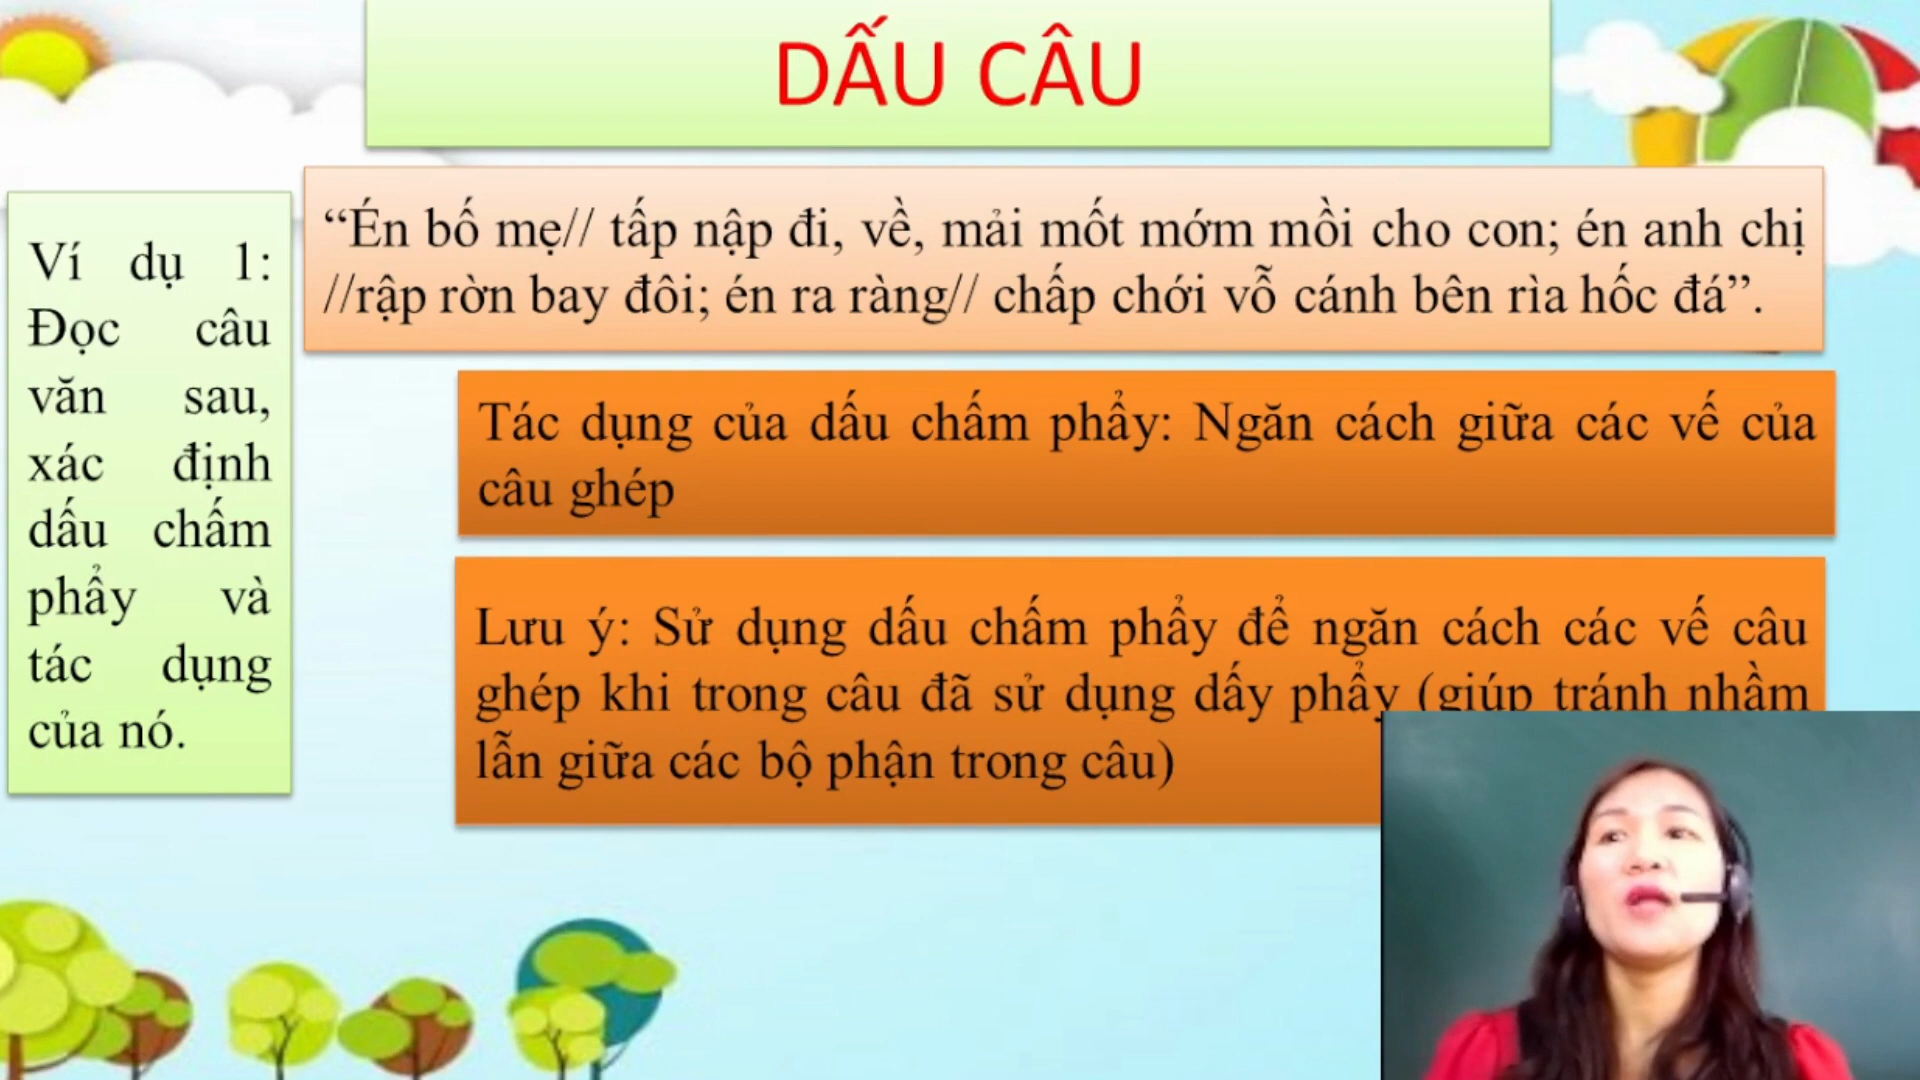 DẤU CÂU
Ví dụ 1:
Đọc câu
văn sau,
xác định
dấu chấm
phẩy và
tác dụng
của nó.
“Én bố mẹ// tấp nập đi, về, mải mốt mớm mồi cho con; én anh chị
//rập rờn bay đôi; én ra ràng// chấp chới vỗ cánh bên rìa hốc đá”.
Tác dụng của dấu chấm phẩy: Ngăn cách giữa các vế của
câu ghép
Lưu ý: Sử dụng dấu chấm phẩy để ngăn cách các vế câu
ghép khi trong câu đã sử dụng dấy phẩy (giúp tránh nhầm
lẫn giữa các bộ phận trong câu)